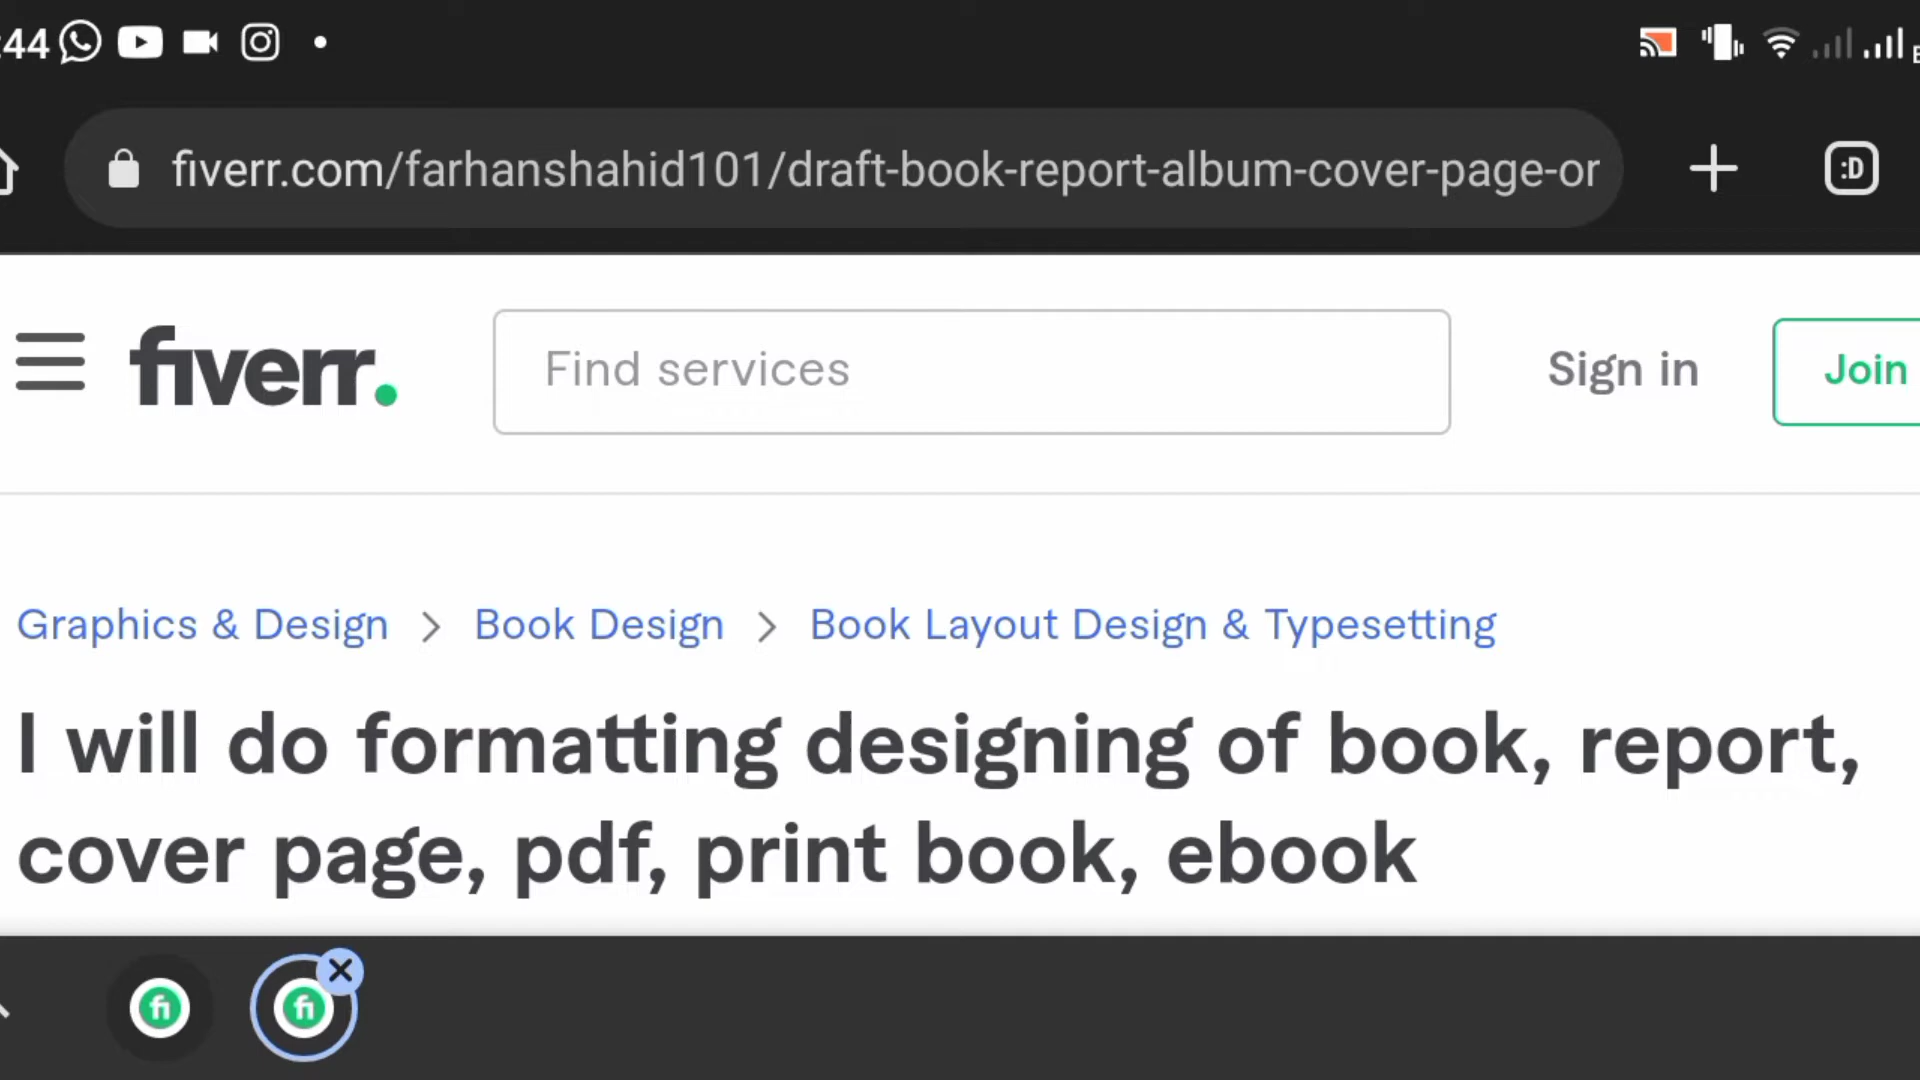 :44
fiverr.com/farhanshahid101/draft-book-report-album-cover-page-or
:D
fiverr.
Find services
Sign in
Join
Graphics & Design > Book Design > Book Layout Design & Typesetting
I will do formatting designing of book, report,
cover page, pdf, print book, ebook
fi
fi